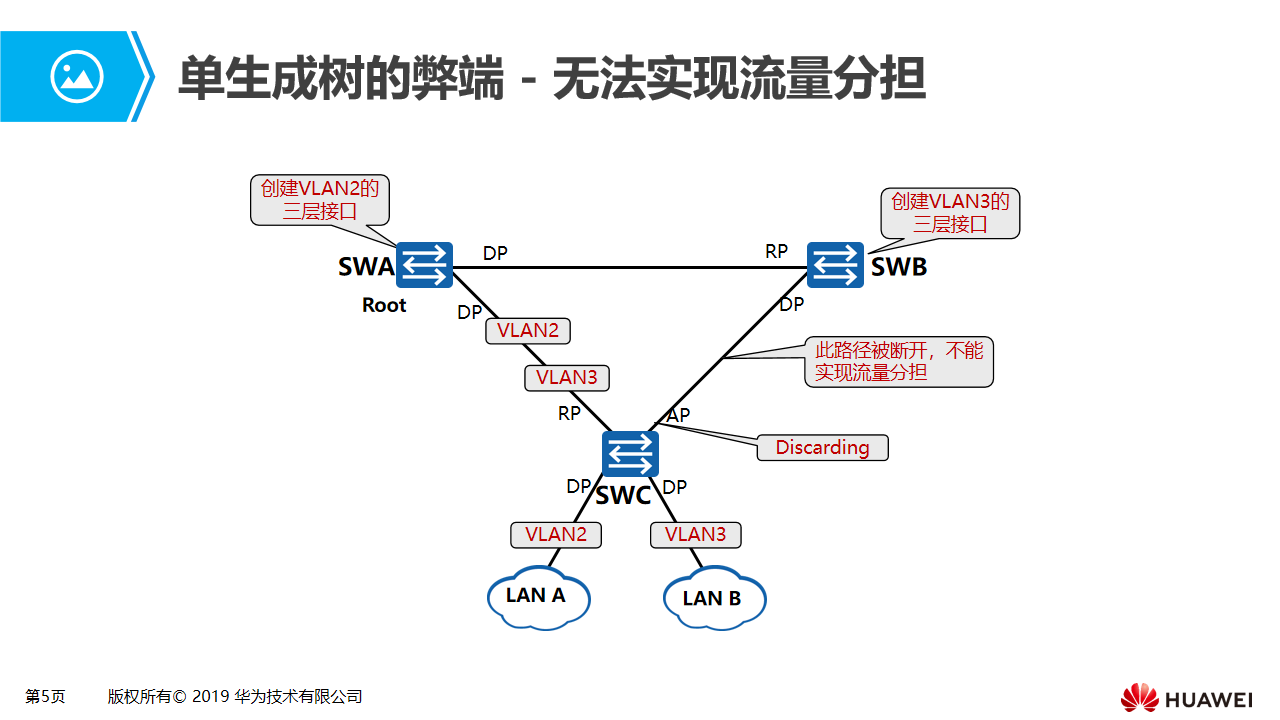 单生成树的弊端 - 无法实现流量分担
创建VLAN2的
三层接口
创建VLAN3的
三层接口
SWA
DP
RP
SWB
Root
DP
DP
VLAN2
此路径被断开，不能
实现流量分担
VLAN3
RP
AP
Discarding
DP
SWC
DP
VLAN2
VLAN3
LAN A
LAN B
第5页
版权所有© 2019 华为技术有限公司
HUAWEI